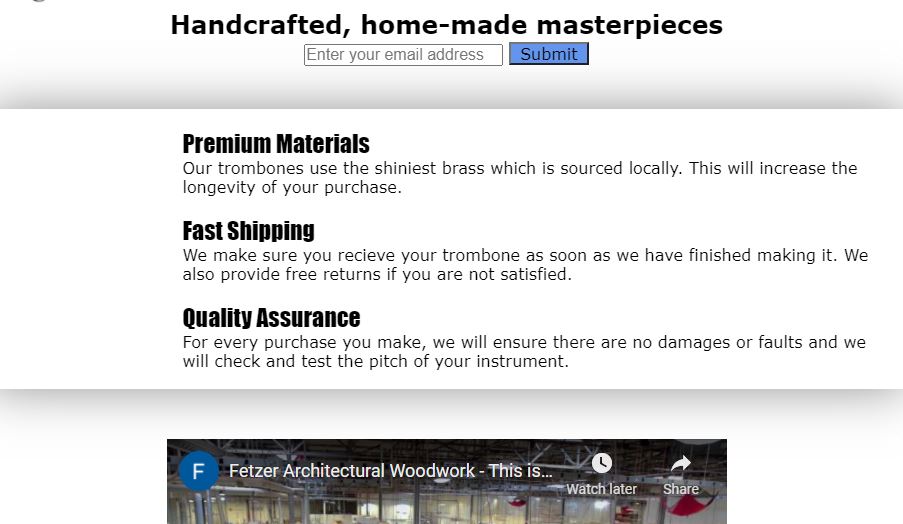 Handcrafted, home-made masterpieces
Enter your email address Submit
Premium Materials
Our trombones use the shiniest brass which is sourced locally. This will increase the
longevity of your purchase.
Fast Shipping
We make sure you recieve your trombone as soon as we have finished making it. We
also provide free returns if you are not satisfied.
Quality Assurance
For every purchase you make, we will ensure there are no damages or faults and we
will check and test the pitch of your instrument.
F Fetzer Architectural Woodwork - This is...
Watch later Share